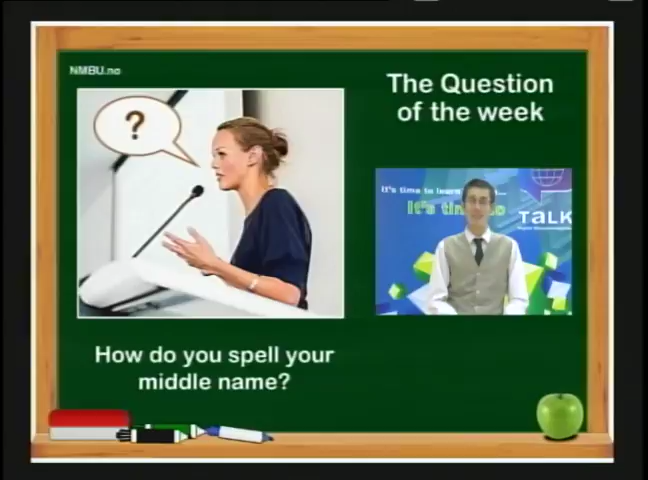 NMBU.no
The Question
of the week
?
It's time to learn
It's time to
TaLK
How do you spell your
middle name?